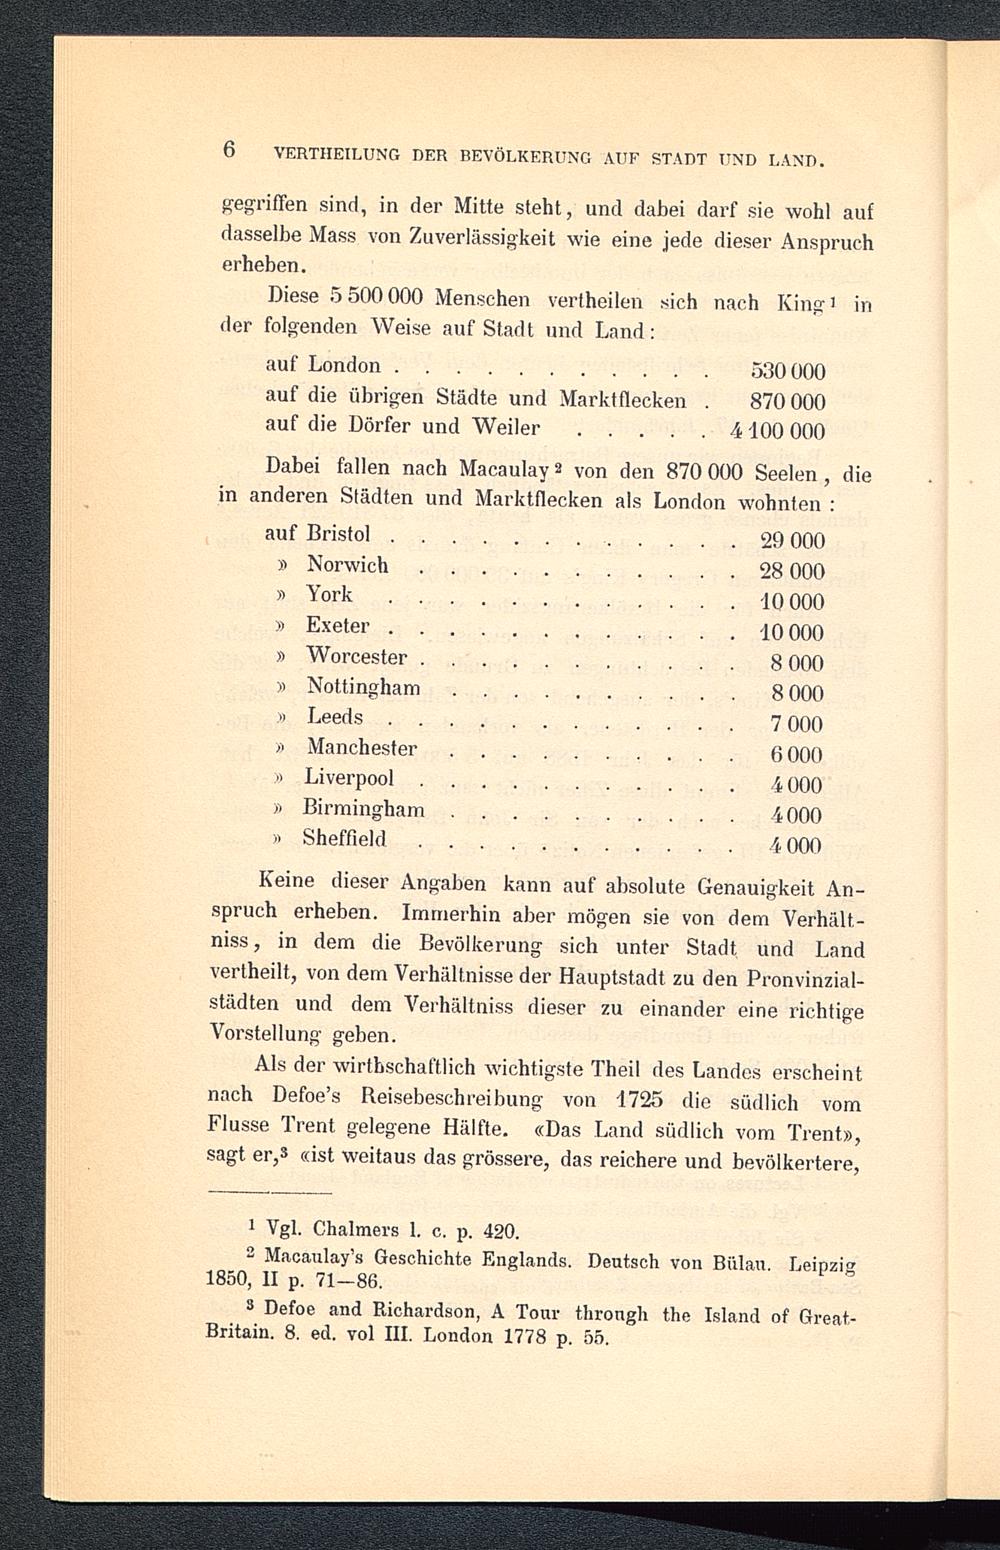 6 VERTHEILUNG DER BEVÖLKERUNG AUF STADT UND LAND.
gegriffen sind, in der Mitte steht, und dabei darf sie wohl auf
dasselbe Mass von Zuverlässigkeit wie eine jede dieser Anspruch
erheben.
Diese 5 500 000 Menschen vertheilen sich nach King¹ in
der folgenden Weise auf Stadt und Land:
auf London . . . . . . . . . . . 530 000
auf die übrigen Städte und Marktflecken . 870 000
auf die Dörfer und Weiler . . . . . 4 100 000
Dabei fallen nach Macaulay² von den 870 000 Seelen, die
in anderen Städten und Marktflecken als London wohnten:
auf Bristol . . . . . . . . . . . 29 000
» Norwich . . . . . . . . . . 28 000
» York . . . . . . . . . . . . 10 000
» Exeter . . . . . . . . . . . . 10 000
» Worcester . . . . . . . . . . . 8 000
» Nottingham . . . . . . . . . . 8 000
» Leeds . . . . . . . . . . . . 7 000
» Manchester . . . . . . . . . . 6 000
» Liverpool . . . . . . . . . . . 4 000
» Birmingham . . . . . . . . . . 4 000
» Sheffield . . . . . . . . . . . 4 000
Keine dieser Angaben kann auf absolute Genauigkeit An-
spruch erheben. Immerhin aber mögen sie von dem Verhält-
niss, in dem die Bevölkerung sich unter Stadt und Land
vertheilt, von dem Verhältnisse der Hauptstadt zu den Pronvinzial-
städten und dem Verhältniss dieser zu einander eine richtige
Vorstellung geben.
Als der wirthschaftlich wichtigste Theil des Landes erscheint
nach Defoe's Reisebeschreibung von 1725 die südlich vom
Flusse Trent gelegene Hälfte. «Das Land südlich vom Trent»,
sagt er,³ «ist weitaus das grössere, das reichere und bevölkertere,
¹ Vgl. Chalmers l. c. p. 420.
² Macaulay's Geschichte Englands. Deutsch von Bülau. Leipzig
1850, II p. 71—86.
³ Defoe and Richardson, A Tour through the Island of Great-
Britain. 8. ed. vol III. London 1778 p. 55.